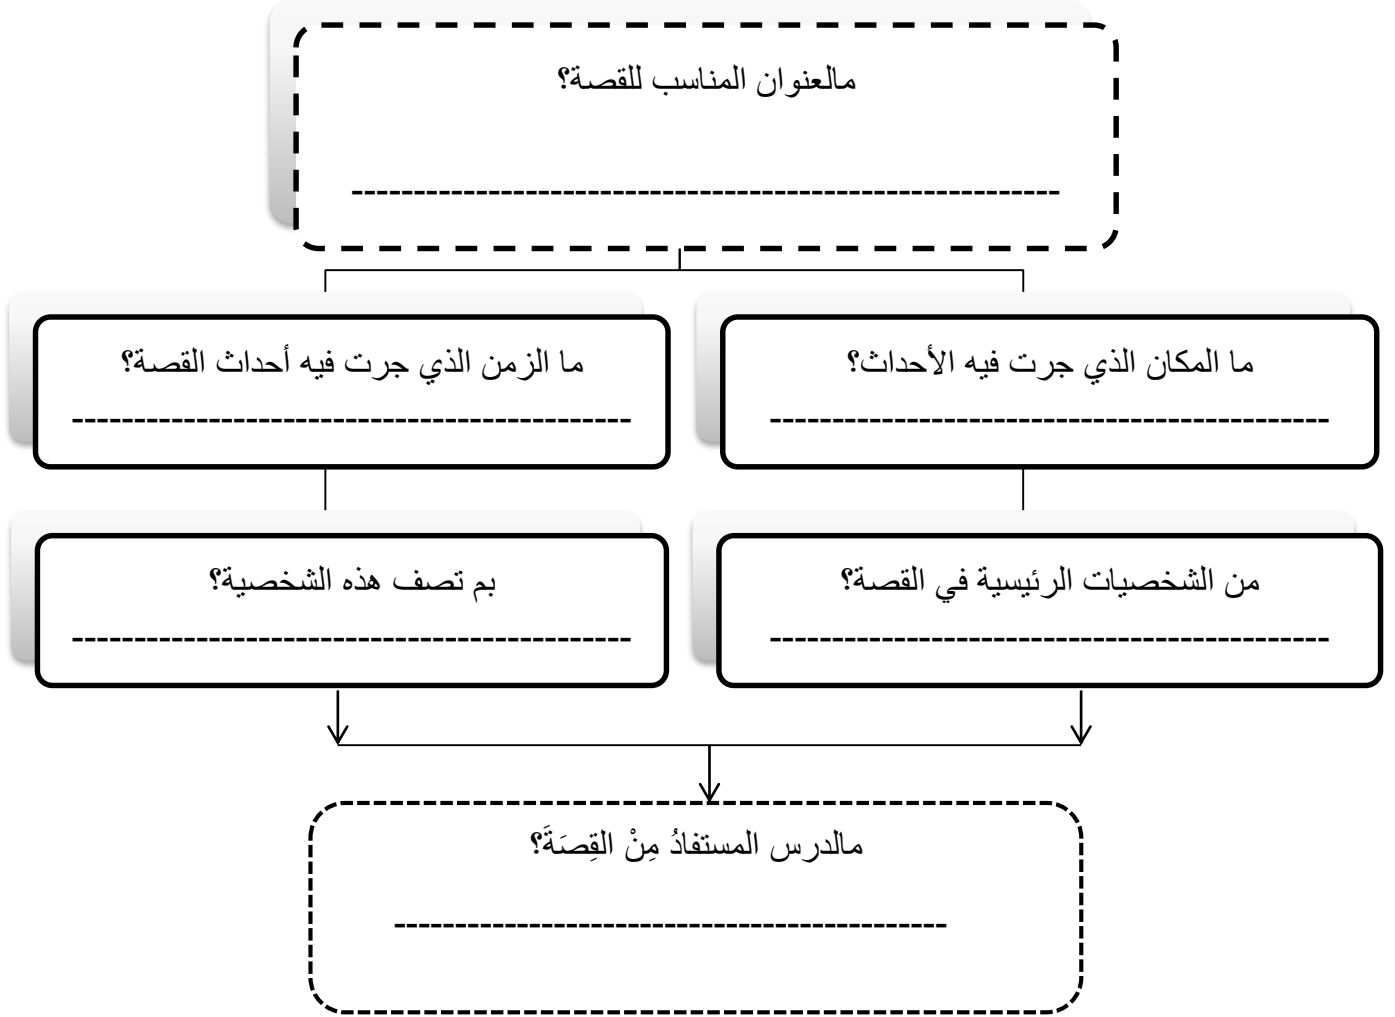 مالعنوان المناسب للقصة؟
ما المكان الذي جرت فيه الأحداث؟
ما الزمن الذي جرت فيه أحداث القصة؟
من الشخصيات الرئيسية في القصة؟
بم تصف هذه الشخصية؟
مالدرس المستفادُ مِنْ القِصَةَ؟